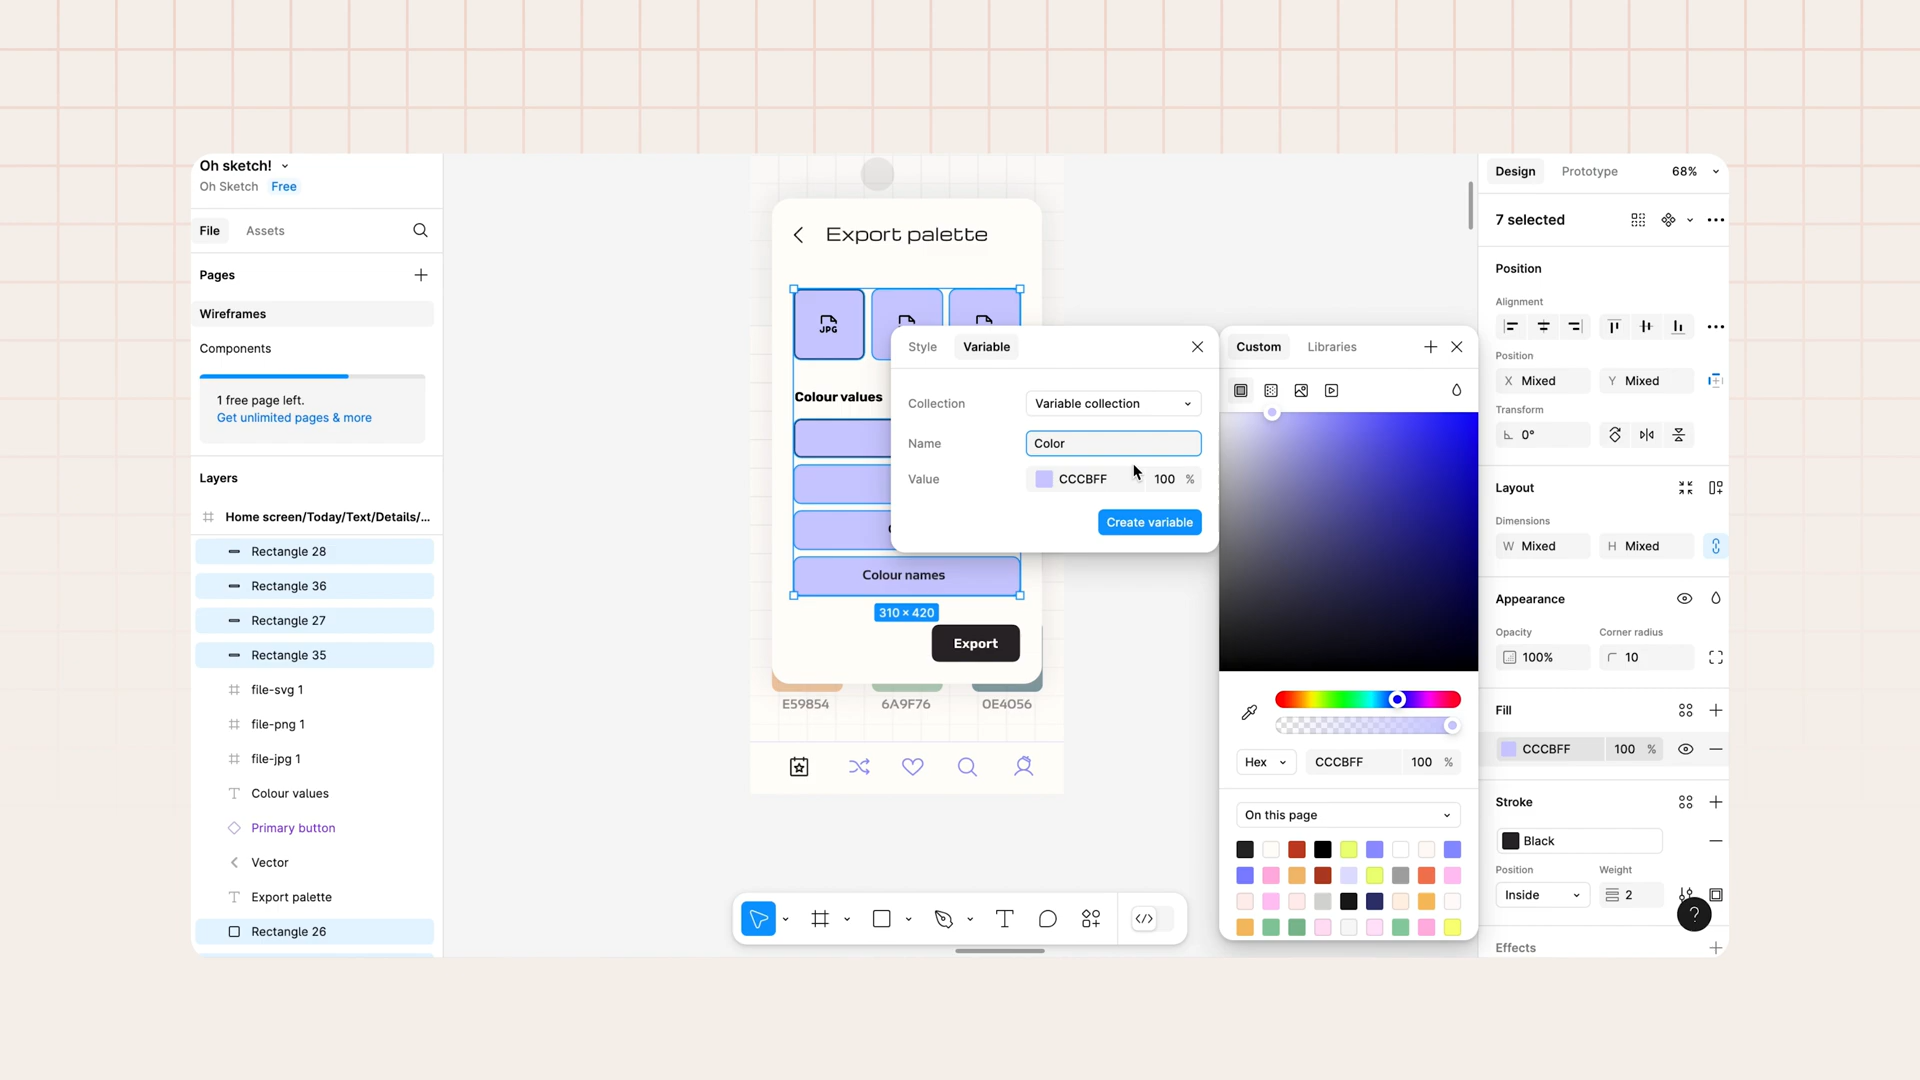 Oh sketch!
Oh Sketch Free
File Assets
Pages
Wireframes
Components
1 free page left.
Get unlimited pages & more
Layers
Home screen/Today/Text/Details/...
Rectangle 28
Rectangle 36
Rectangle 27
Rectangle 35
file-svg 1
file-png 1
file-jpg 1
Colour values
Primary button
Vector
Export palette
Rectangle 26
Export palette
JPG
Colour values
Colour names
310 × 420
Export
E59854 6A9F76 0E4056
Style Variable
Collection Variable collection
Name Color
Value CCCBFF 100 %
Create variable
Custom Libraries
Hex CCCBFF 100 %
On this page
Design Prototype 68%
7 selected
Position
Alignment
Position
X Mixed Y Mixed
Transform
0°
Layout
Dimensions
W Mixed H Mixed
Appearance
Opacity Corner radius
100% 10
Fill
CCCBFF 100 %
Stroke
Black
Position Weight
Inside 2
?
Effects